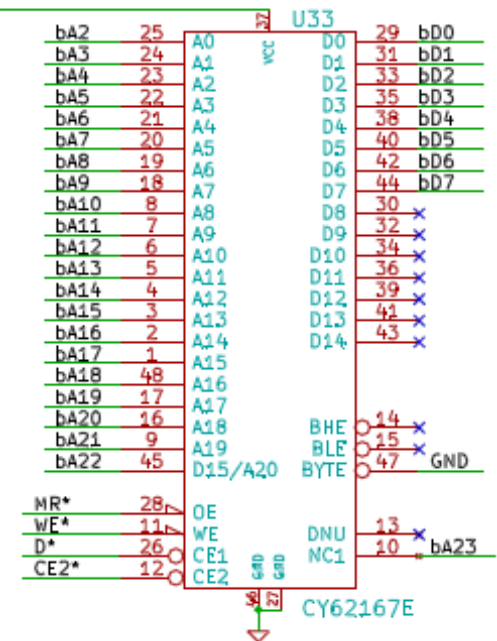 37 U33
VCC
bA2 25 A0 D0 29 bD0
bA3 24 A1 D1 31 bD1
bA4 23 A2 D2 33 bD2
bA5 22 A3 D3 35 bD3
bA6 21 A4 D4 38 bD4
bA7 20 A5 D5 40 bD5
bA8 19 A6 D6 42 bD6
bA9 18 A7 D7 44 bD7
bA10 8 A8 D8 30
bA11 7 A9 D9 32
bA12 6 A10 D10 34
bA13 5 A11 D11 36
bA14 4 A12 D12 39
bA15 3 A13 D13 41
bA16 2 A14 D14 43
bA17 1 A15
bA18 48 A16
bA19 17 A17
bA20 16 A18 BHE 14
bA21 9 A19 BLE 15
bA22 45 D15/A20 BYTE 47 GND
MR* 28 OE
WE* 11 WE DNU 13
D* 26 CE1 NC1 10 bA23
CE2* 12 CE2
GND GND
46 27 CY62167E